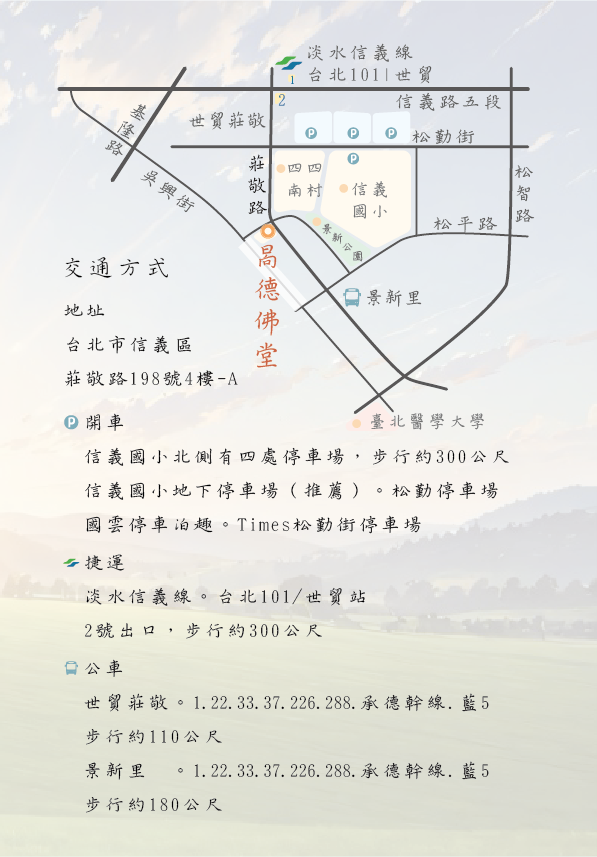 淡水信義線
台北101|世貿
1
2
信義路五段
世貿莊敬
基隆路
P
P
P
松勤街
吳興街
莊敬路
四四
南村
P
信義
國小
松智路
松平路
景新公園
景新里
咼德佛堂
臺北醫學大學
交通方式
地址
台北市信義區
莊敬路198號4樓-A
P 開車
信義國小北側有四處停車場，步行約300公尺
信義國小地下停車場（推薦）。松勤停車場
國雲停車泊趣。Times松勤街停車場
捷運
淡水信義線。台北101/世貿站
2號出口，步行約300公尺
公車
世貿莊敬。1.22.33.37.226.288.承德幹線.藍5
步行約110公尺
景新里 。1.22.33.37.226.288.承德幹線.藍5
步行約180公尺